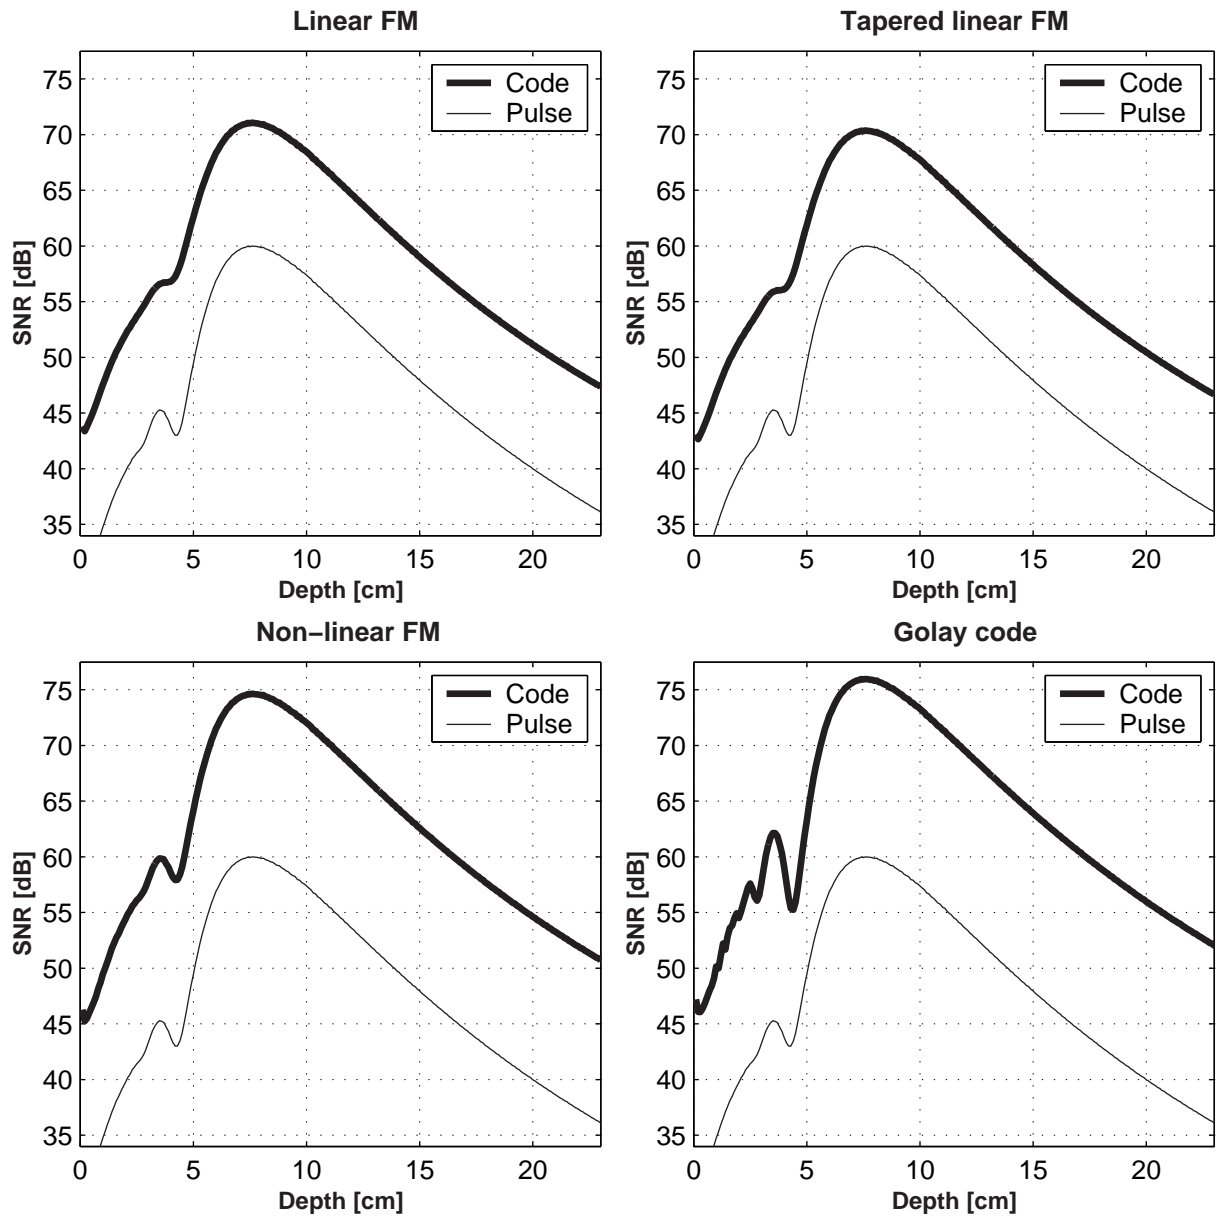 Linear FM
75
70
65
60
55
50
45
40
35
SNR [dB]
Code
Pulse
0 5 10 15 20
Depth [cm]
Tapered linear FM
75
70
65
60
55
50
45
40
35
SNR [dB]
Code
Pulse
0 5 10 15 20
Depth [cm]
Non−linear FM
75
70
65
60
55
50
45
40
35
SNR [dB]
Code
Pulse
0 5 10 15 20
Depth [cm]
Golay code
75
70
65
60
55
50
45
40
35
SNR [dB]
Code
Pulse
0 5 10 15 20
Depth [cm]